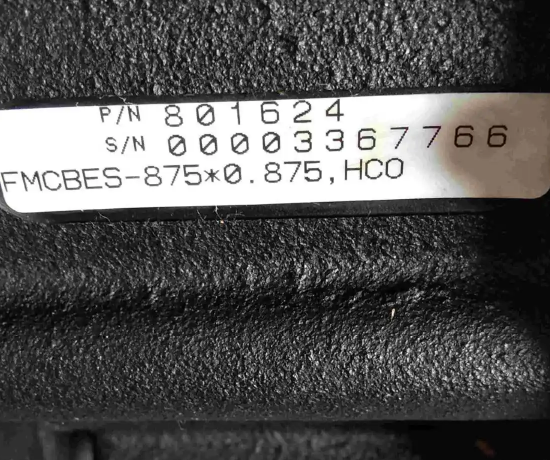 P/N 801624
S/N 00003367766
FMCBES-875*0.875,HCO